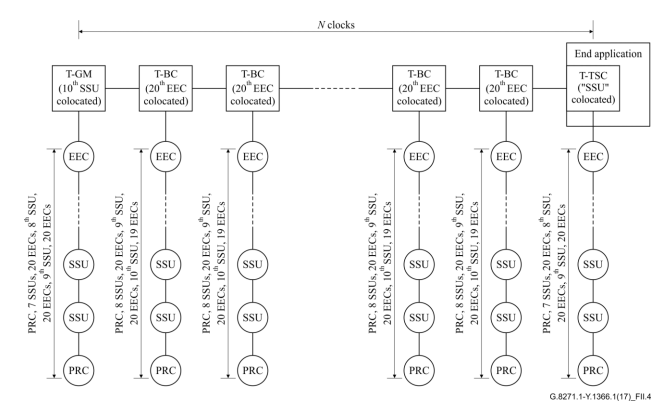 N clocks
End application
T-GM
(10th SSU
colocated)
T-BC
(20th EEC
colocated)
T-BC
(20th EEC
colocated)
T-BC
(20th EEC
colocated)
T-BC
(20th EEC
colocated)
T-TSC
("SSU"
colocated)
EEC
EEC
EEC
EEC
EEC
EEC
PRC, 7 SSUs, 20 EECs, 8th SSU,
20 EECs, 9th SSU, 20 EECs
PRC, 8 SSUs, 20 EECs, 9th SSU,
20 EECs, 10th SSU, 19 EECs
PRC, 8 SSUs, 20 EECs, 9th SSU,
20 EECs, 10th SSU, 19 EECs
PRC, 8 SSUs, 20 EECs, 9th SSU,
20 EECs, 10th SSU, 19 EECs
PRC, 8 SSUs, 20 EECs, 9th SSU,
20 EECs, 10th SSU, 19 EECs
PRC, 7 SSUs, 20 EECs, 8th SSU,
20 EECs, 9th SSU, 20 EECs
SSU
SSU
SSU
SSU
SSU
SSU
SSU
SSU
SSU
SSU
SSU
SSU
PRC
PRC
PRC
PRC
PRC
PRC
G.8271.1-Y.1366.1(17)_FII.4